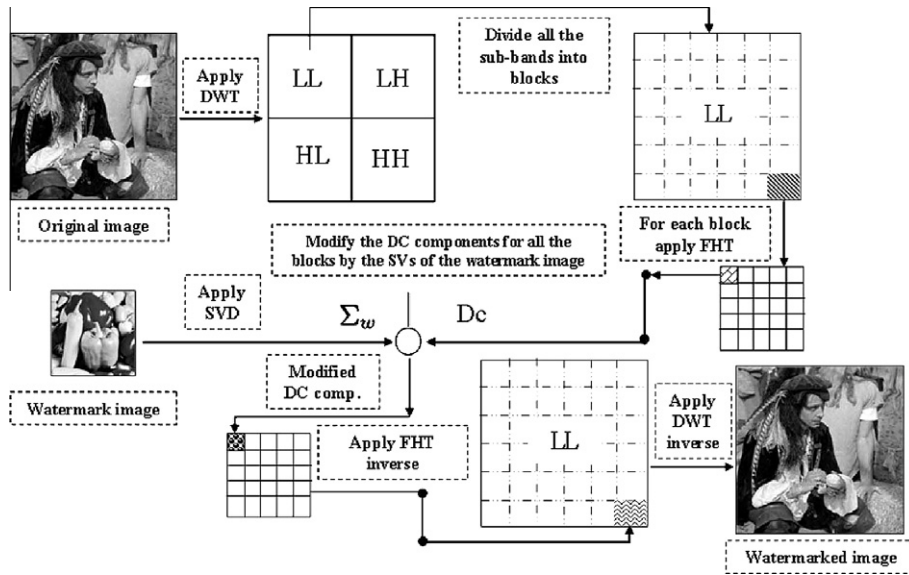 Apply
DWT
LL
LH
HL
HH
Divide all the
sub-bands into
blocks
LL
Original image
Modify the DC components for all the
blocks by the SVs of the watermark image
For each block
apply FHT
Apply
SVD
Σw
Dc
Watermark image
Modified
DC comp.
Apply FHT
inverse
LL
Apply
DWT
inverse
Watermarked image